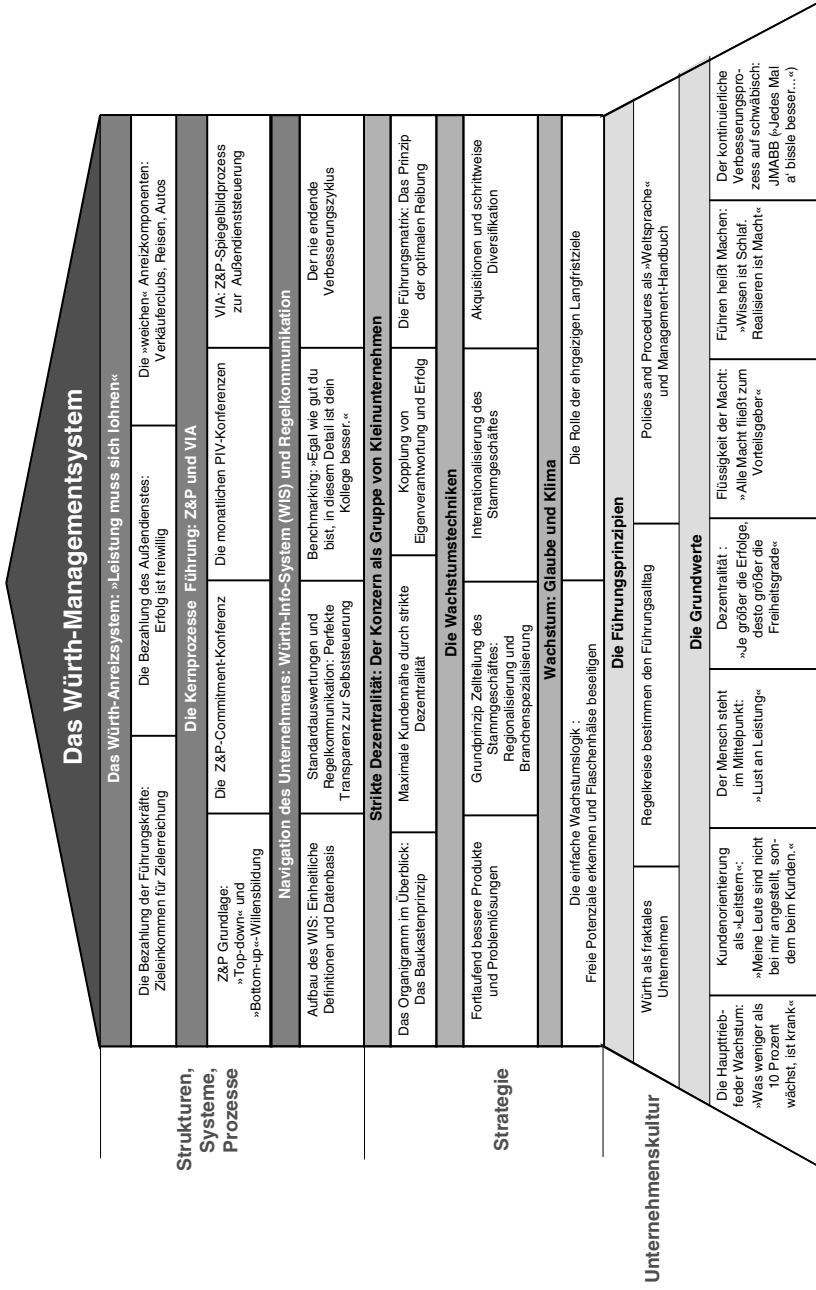 Das Würth-Managementsystem
Strukturen,
Systeme,
Prozesse
Das Würth-Anreizsystem: »Leistung muss sich lohnen«
Die Bezahlung der Führungskräfte:
Zieleinkommen für Zielerreichung
Die Bezahlung des Außendienstes:
Erfolg ist freiwillig
Die »weichen« Anreizkomponenten:
Verkäuferclubs, Reisen, Autos
Die Kernprozesse Führung: Z&P und VIA
Z&P Grundlage:
»Top-down« und
»Bottom-up«-Willensbildung
Die Z&P-Commitment-Konferenz
Die monatlichen PIV-Konferenzen
VIA: Z&P-Spiegelbildprozess
zur Außendienststeuerung
Navigation des Unternehmens: Würth-Info-System (WIS) und Regelkommunikation
Aufbau des WIS: Einheitliche
Definitionen und Datenbasis
Standardauswertungen und
Regelkommunikation: Perfekte
Transparenz zur Selbststeuerung
Benchmarking: »Egal wie gut du
bist, in diesem Detail ist dein
Kollege besser.«
Der nie endende
Verbesserungszyklus
Strategie
Strikte Dezentralität: Der Konzern als Gruppe von Kleinunternehmen
Das Organigramm im Überblick:
Das Baukastenprinzip
Maximale Kundennähe durch strikte
Dezentralität
Kopplung von
Eigenverantwortung und Erfolg
Die Führungsmatrix: Das Prinzip
der optimalen Reibung
Die Wachstumstechniken
Fortlaufend bessere Produkte
und Problemlösungen
Grundprinzip Zellteilung des
Stammgeschäftes:
Regionalisierung und
Branchenspezialisierung
Internationalisierung des
Stammgeschäftes
Akquisitionen und schrittweise
Diversifikation
Wachstum: Glaube und Klima
Die einfache Wachstumslogik :
Freie Potenziale erkennen und Flaschenhälse beseitigen
Die Rolle der ehrgeizigen Langfristziele
Unternehmenskultur
Die Führungsprinzipien
Würth als fraktales
Unternehmen
Regelkreise bestimmen den Führungsalltag
Policies and Procedures als »Weltsprache«
und Management-Handbuch
Die Grundwerte
Die Haupttrieb-
feder Wachstum:
»Was weniger als
10 Prozent
wächst, ist krank«
Kundenorientierung
als »Leitstern«:
»Meine Leute sind nicht
bei mir angestellt, son-
dern beim Kunden.«
Der Mensch steht
im Mittelpunkt:
»Lust an Leistung«
Dezentralität :
»Je größer die Erfolge,
desto größer die
Freiheitsgrade«
Flüssigkeit der Macht:
»Alle Macht fließt zum
Vorteilsgeber«
Führen heißt Machen:
»Wissen ist Schlaf.
Realisieren ist Macht«
Der kontinuierliche
Verbesserungspro-
zess auf schwäbisch:
JMABB (»Jedes Mal
a' bissle besser...«)